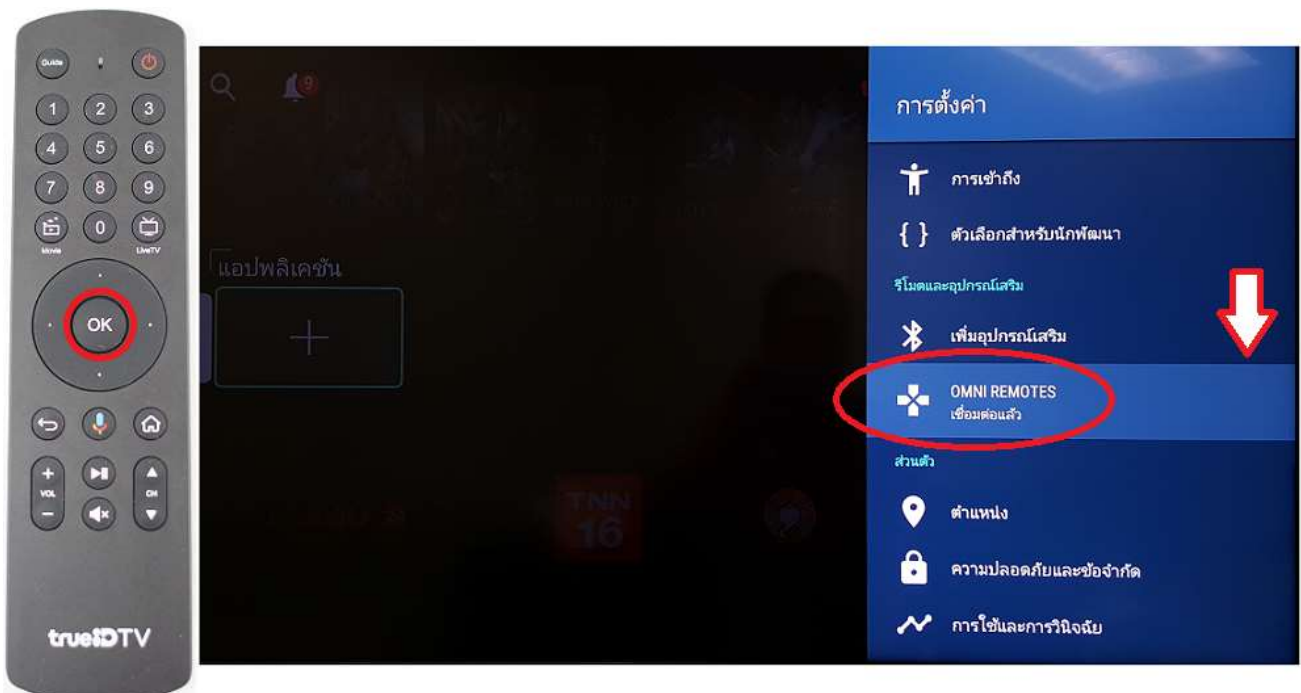 Guide
1 2 3
4 5 6
7 8 9
0
Movie
LiveTV
OK
+
VOL
−
CH
trueIDTV
9
แอปพลิเคชัน
TNN
16
การตั้งค่า
การเข้าถึง
{ } ตัวเลือกสำหรับนักพัฒนา
รีโมตและอุปกรณ์เสริม
เพิ่มอุปกรณ์เสริม
OMNI REMOTES
เชื่อมต่อแล้ว
ส่วนตัว
ตำแหน่ง
ความปลอดภัยและข้อจำกัด
การใช้และการวินิจฉัย